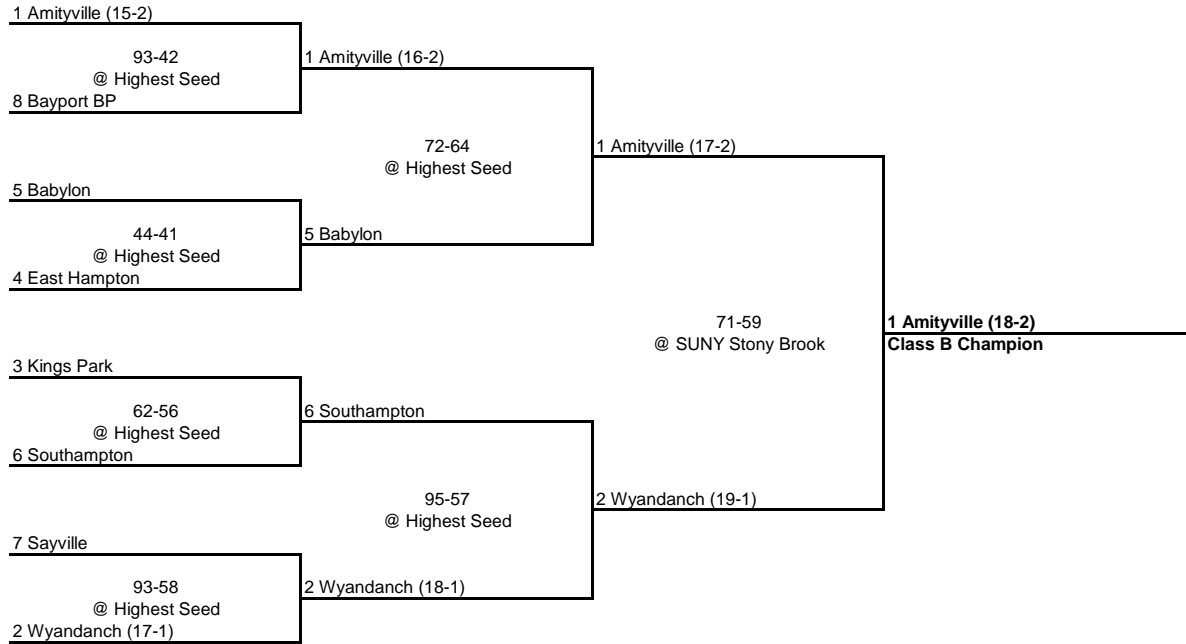 1 Amityville (15-2)
93-42
@ Highest Seed
8 Bayport BP
1 Amityville (16-2)
72-64
@ Highest Seed
5 Babylon
44-41
@ Highest Seed
4 East Hampton
5 Babylon
1 Amityville (17-2)
71-59
@ SUNY Stony Brook
1 Amityville (18-2)
Class B Champion
3 Kings Park
62-56
@ Highest Seed
6 Southampton
6 Southampton
95-57
@ Highest Seed
2 Wyandanch (19-1)
7 Sayville
93-58
@ Highest Seed
2 Wyandanch (17-1)
2 Wyandanch (18-1)